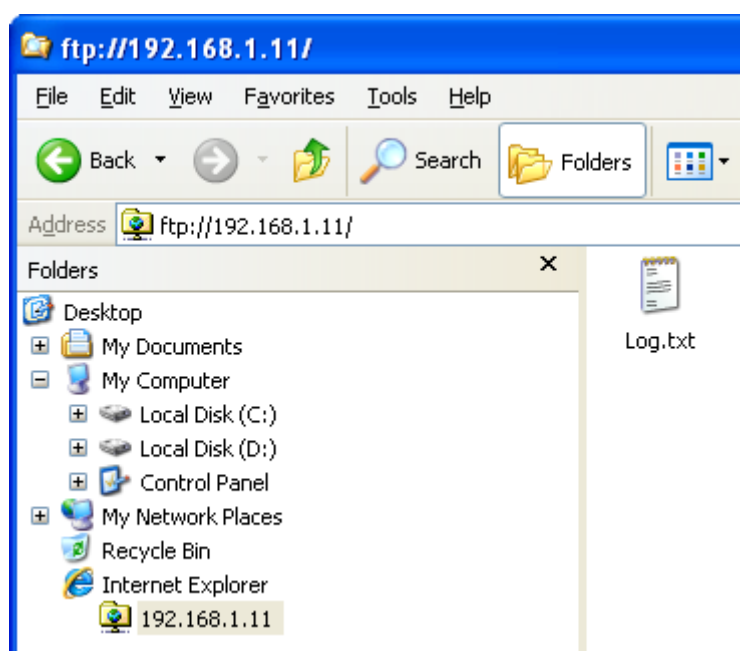 ftp://192.168.1.11/
File Edit View Favorites Tools Help
Back Search Folders
Address ftp://192.168.1.11/
Folders
Desktop
My Documents
My Computer
Local Disk (C:)
Local Disk (D:)
Control Panel
My Network Places
Recycle Bin
Internet Explorer
192.168.1.11
Log.txt